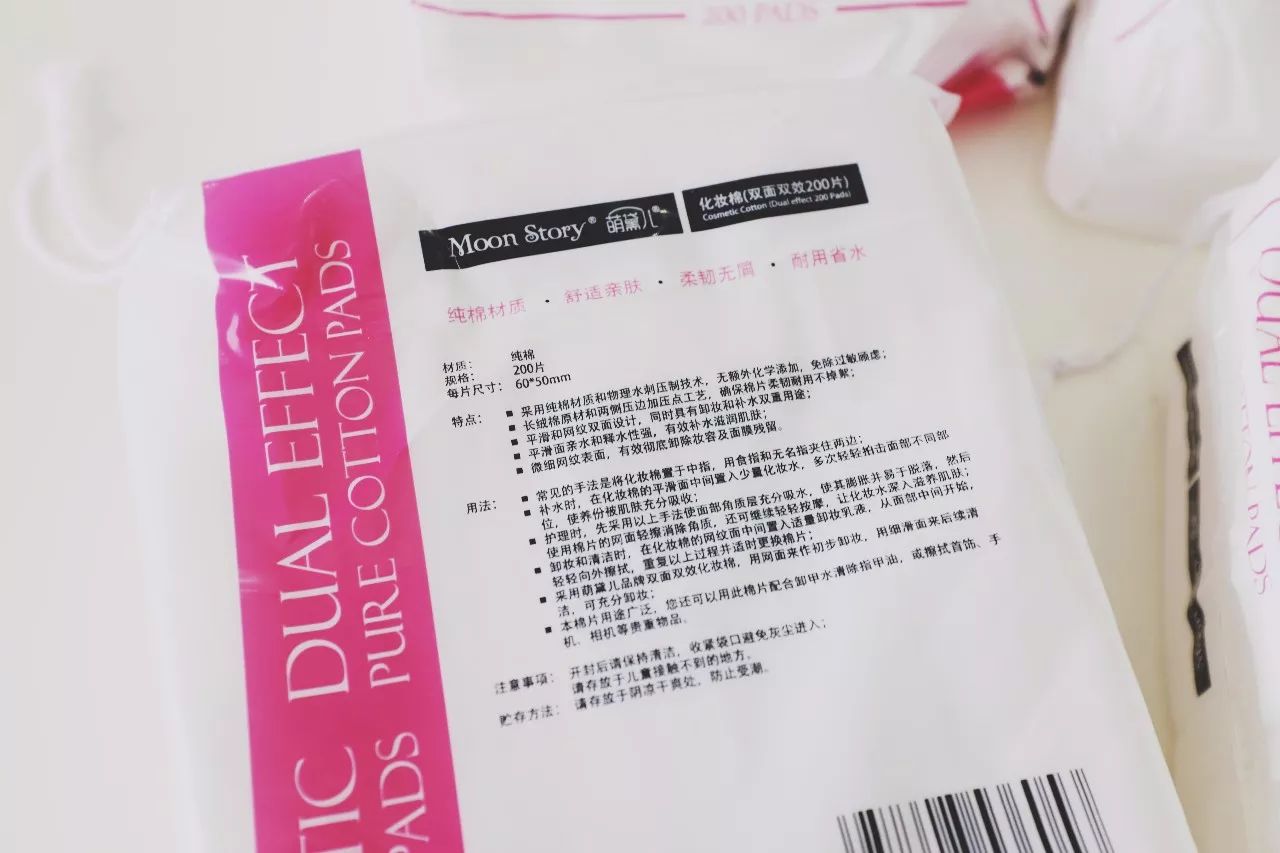 200 PADS
Moon Story® 萌黛儿®
化妆棉(双面双效200片)
Cosmetic Cotton (Dual effect 200 Pads)
纯棉材质 · 舒适亲肤 · 柔韧无屑 · 耐用省水
材质: 纯棉
规格: 200片
每片尺寸: 60*50mm
特点: ■ 采用纯棉材质和物理水刺压制技术，无额外化学添加，免除过敏顾虑；
■ 长绒棉原材和两侧压边加压点工艺，确保棉片柔韧耐用不掉絮；
■ 平滑和网纹双面设计，同时具有卸妆和补水双重用途；
■ 平滑面亲水和释水性强，有效补水滋润肌肤；
■ 微细网纹表面，有效彻底卸除妆容及面膜残留。
用法: ■ 常见的手法是将化妆棉置于中指，用食指和无名指夹住两边；
■ 补水时，在化妆棉的平滑面中间置入少量化妆水，多次轻轻拍击面部不同部
位，使养份被肌肤充分吸收；
■ 护理时，先采用以上手法使面部角质层充分吸水，使其膨胀并易于脱落，然后
使用棉片的网面轻擦消除角质，还可继续轻轻按摩，让化妆水深入滋养肌肤；
■ 卸妆和清洁时，在化妆棉的网纹面中间置入适量卸妆乳液，从面部中间开始，
轻轻向外擦拭，重复以上过程并适时更换棉片；
■ 采用萌黛儿品牌双面双效化妆棉，用网面来作初步卸妆，用细滑面来后续清
洁，可充分卸妆；
■ 本棉片用途广泛，您还可以用此棉片配合卸甲水清除指甲油，或擦拭首饰、手
机、相机等贵重物品。
注意事项: 开封后请保持清洁，收紧袋口避免灰尘进入；
请存放于儿童接触不到的地方。
贮存方法: 请存放于阴凉干爽处，防止受潮。
DUAL EFFECT
PURE COTTON PADS
TIC
PADS
DUAL EFFE
PADS